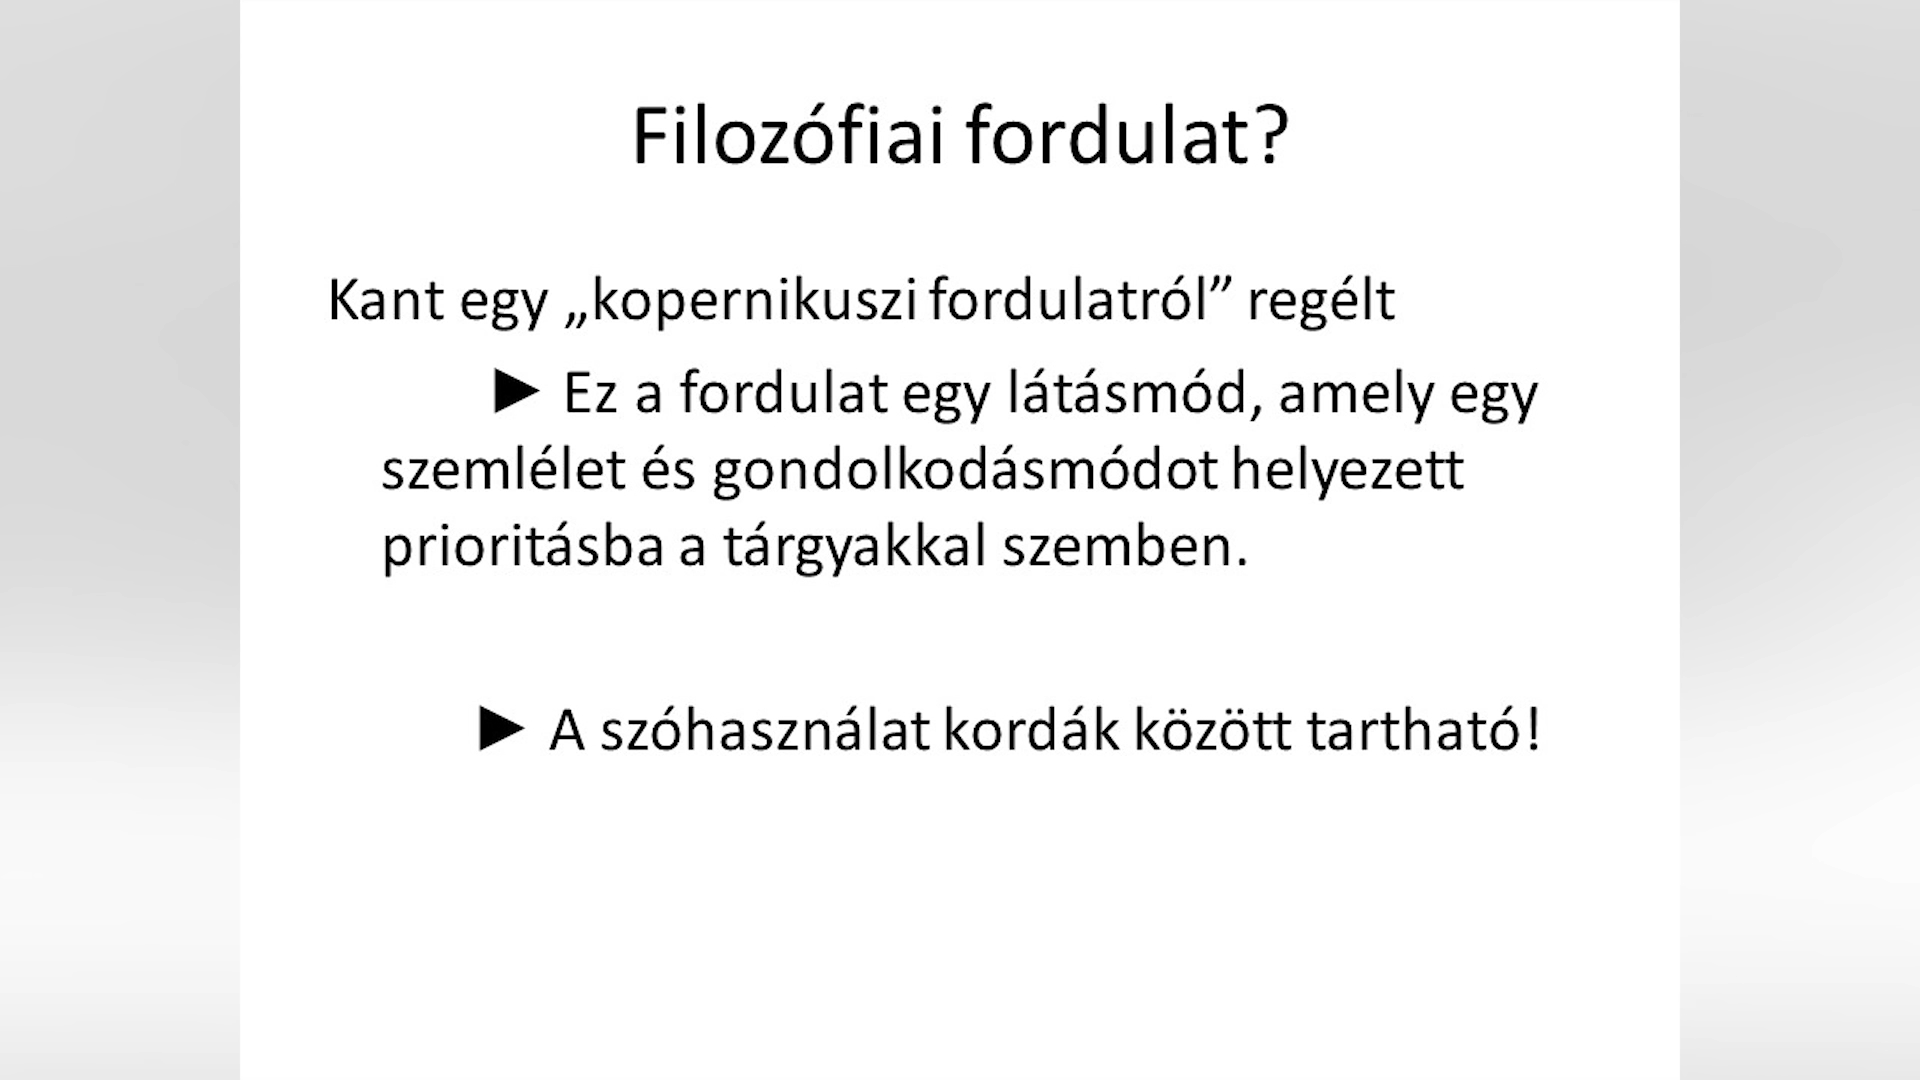 Filozófiai fordulat?
Kant egy „kopernikuszi fordulatról” regélt
► Ez a fordulat egy látásmód, amely egy
szemlélet és gondolkodásmódot helyezett
prioritásba a tárgyakkal szemben.
► A szóhasználat kordák között tartható!